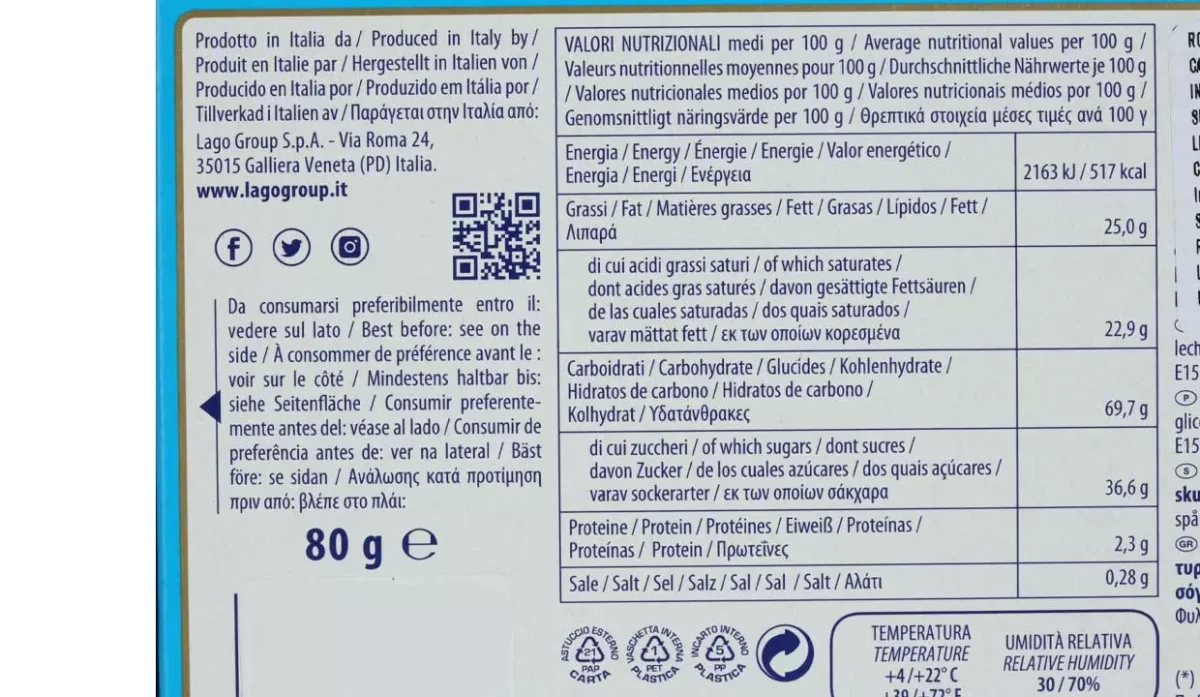 Prodotto in Italia da / Produced in Italy by /
Produit en Italie par / Hergestellt in Italien von /
Producido en Italia por / Produzido em Itália por /
Tillverkad i Italien av / Παράγεται στην Ιταλία από:
Lago Group S.p.A. - Via Roma 24,
35015 Galliera Veneta (PD) Italia.
www.lagogroup.it
Da consumarsi preferibilmente entro il:
vedere sul lato / Best before: see on the
side / À consommer de préférence avant le :
voir sur le côté / Mindestens haltbar bis:
siehe Seitenfläche / Consumir preferente-
mente antes del: véase al lado / Consumir de
preferência antes de: ver na lateral / Bäst
före: se sidan / Ανάλωσης κατά προτίμηση
πριν από: βλέπε στο πλάι:
80 g ℮
VALORI NUTRIZIONALI medi per 100 g / Average nutritional values per 100 g /
Valeurs nutritionnelles moyennes pour 100 g / Durchschnittliche Nährwerte je 100 g
/ Valores nutricionales medios por 100 g / Valores nutricionais médios por 100 g /
Genomsnittligt näringsvärde per 100 g / Θρεπτικά στοιχεία μέσες τιμές ανά 100 γ
Energia / Energy / Énergie / Energie / Valor energético /
Energia / Energi / Ενέργεια
2163 kJ / 517 kcal
Grassi / Fat / Matières grasses / Fett / Grasas / Lípidos / Fett /
Λιπαρά
25,0 g
di cui acidi grassi saturi / of which saturates /
dont acides gras saturés / davon gesättigte Fettsäuren /
de las cuales saturadas / dos quais saturados /
varav mättat fett / εκ των οποίων κορεσμένα
22,9 g
Carboidrati / Carbohydrate / Glucides / Kohlenhydrate /
Hidratos de carbono / Hidratos de carbono /
Kolhydrat / Υδατάνθρακες
69,7 g
di cui zuccheri / of which sugars / dont sucres /
davon Zucker / de los cuales azúcares / dos quais açúcares /
varav sockerarter / εκ των οποίων σάκχαρα
36,6 g
Proteine / Protein / Protéines / Eiweiß / Proteínas /
Proteínas / Protein / Πρωτεΐνες
2,3 g
Sale / Salt / Sel / Salz / Sal / Sal / Salt / Αλάτι
0,28 g
ASTUCCIO ESTERNO
21
PAP
CARTA
VASCHETTA INTERNA
1
PET
PLASTICA
INCARTO INTERNO
5
PP
PLASTICA
TEMPERATURA
TEMPERATURE
+4/+22° C
+39/+72° F
UMIDITÀ RELATIVA
RELATIVE HUMIDITY
30 / 70%
lech
E15
P
glic
E15
S
sku
spå
GR
τυρ
σόγ
Φυλ
(*)